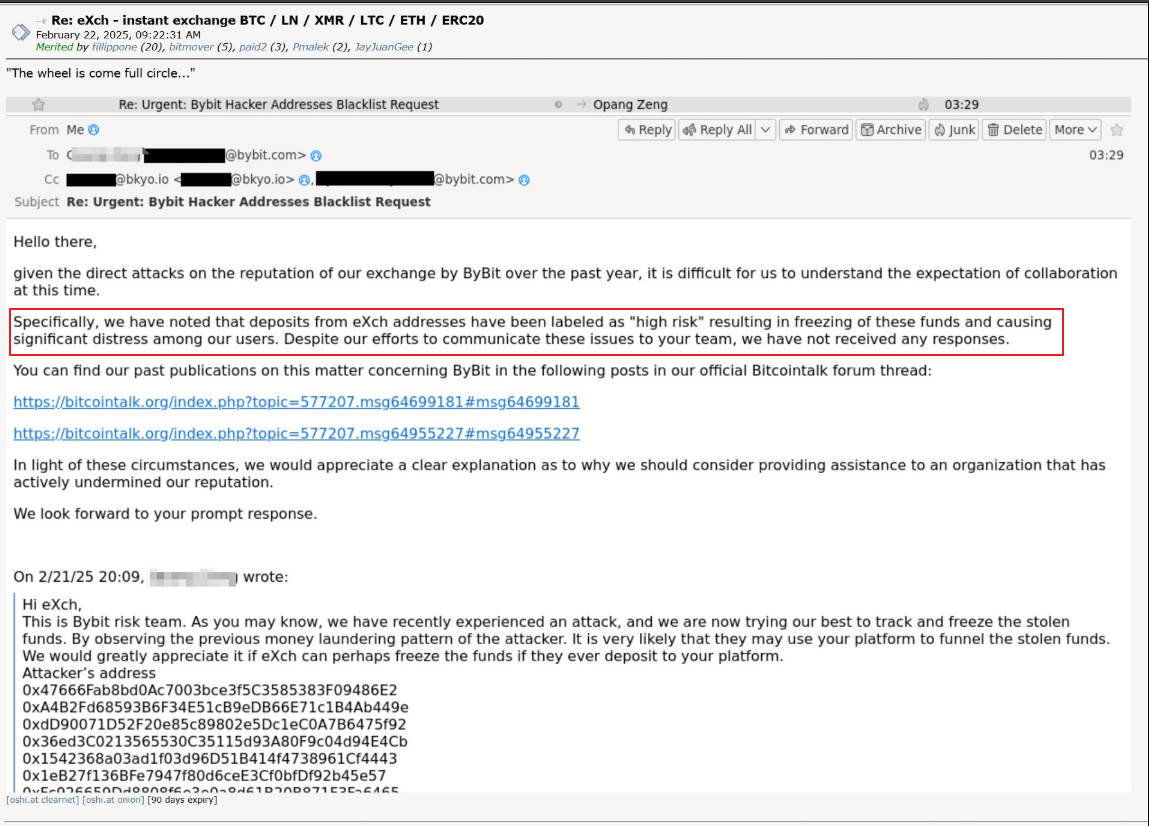 → Re: eXch - instant exchange BTC / LN / XMR / LTC / ETH / ERC20
February 22, 2025, 09:22:31 AM
Merited by fillippone (20), bitmover (5), paid2 (3), Pmalek (2), JayJuanGee (1)
"The wheel is come full circle..."
Re: Urgent: Bybit Hacker Addresses Blacklist Request → Opang Zeng 03:29
From Me Reply Reply All Forward Archive Junk Delete More
To @bybit.com> 03:29
Cc @bkyo.io < @bkyo.io> , @bybit.com>
Subject Re: Urgent: Bybit Hacker Addresses Blacklist Request
Hello there,
given the direct attacks on the reputation of our exchange by ByBit over the past year, it is difficult for us to understand the expectation of collaboration
at this time.
Specifically, we have noted that deposits from eXch addresses have been labeled as "high risk" resulting in freezing of these funds and causing
significant distress among our users. Despite our efforts to communicate these issues to your team, we have not received any responses.
You can find our past publications on this matter concerning ByBit in the following posts in our official Bitcointalk forum thread:
https://bitcointalk.org/index.php?topic=577207.msg64699181#msg64699181
https://bitcointalk.org/index.php?topic=577207.msg64955227#msg64955227
In light of these circumstances, we would appreciate a clear explanation as to why we should consider providing assistance to an organization that has
actively undermined our reputation.
We look forward to your prompt response.
On 2/21/25 20:09, wrote:
Hi eXch,
This is Bybit risk team. As you may know, we have recently experienced an attack, and we are now trying our best to track and freeze the stolen
funds. By observing the previous money laundering pattern of the attacker. It is very likely that they may use your platform to funnel the stolen funds.
We would greatly appreciate it if eXch can perhaps freeze the funds if they ever deposit to your platform.
Attacker's address
0x47666Fab8bd0Ac7003bce3f5C3585383F09486E2
0xA4B2Fd68593B6F34E51cB9eDB66E71c1B4Ab449e
0xdD90071D52F20e85c89802e5Dc1eC0A7B6475f92
0x36ed3C0213565530C35115d93A80F9c04d94E4Cb
0x1542368a03ad1f03d96D51B414f4738961Cf4443
0x1eB27f136BFe7947f80d6ceE3Cf0bfDf92b45e57
[oshi.at clearnet] [oshi.at onion] [90 days expiry]